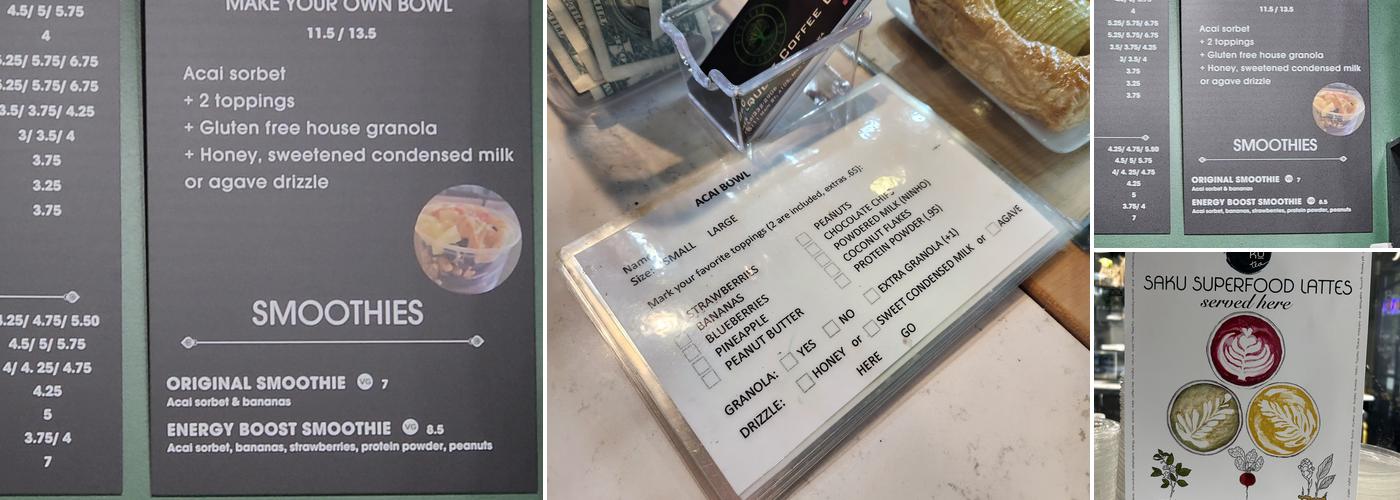 4.5/ 5/ 5.75
4
5.25/ 5.75/ 6.75
5.25/ 5.75/ 6.75
3.5/ 3.75/ 4.25
3/ 3.5/ 4
3.75
3.25
3.75
4.25/ 4.75/ 5.50
4.5/ 5/ 5.75
4/ 4. 25/ 4.75
4.25
5
3.75/ 4
7
MAKE YOUR OWN BOWL
11.5 / 13.5
Acai sorbet
+ 2 toppings
+ Gluten free house granola
+ Honey, sweetened condensed milk
or agave drizzle
SMOOTHIES
ORIGINAL SMOOTHIE VG 7
Acai sorbet & bananas
ENERGY BOOST SMOOTHIE VG 8.5
Acai sorbet, bananas, strawberries, protein powder, peanuts
COFFEE
ACAI BOWL
Name
Size: SMALL LARGE
Mark your favorite toppings (2 are included, extras .65):
STRAWBERRIES
BANANAS
BLUEBERRIES
PINEAPPLE
PEANUT BUTTER
PEANUTS
CHOCOLATE CHIPS
POWDERED MILK (NINHO)
COCONUT FLAKES
PROTEIN POWDER (.95)
GRANOLA: YES NO EXTRA GRANOLA (+1)
DRIZZLE: HONEY or SWEET CONDENSED MILK or AGAVE
HERE GO
4.5/ 5/ 5.75
4
5.25/ 5.75/ 6.75
5.25/ 5.75/ 6.75
3.5/ 3.75/ 4.25
3/ 3.5/ 4
3.75
3.25
3.75
4.25/ 4.75/ 5.50
4.5/ 5/ 5.75
4/ 4. 25/ 4.75
4.25
5
3.75/ 4
7
11.5 / 13.5
Acai sorbet
+ 2 toppings
+ Gluten free house granola
+ Honey, sweetened condensed milk
or agave drizzle
SMOOTHIES
ORIGINAL SMOOTHIE VG 7
Acai sorbet & bananas
ENERGY BOOST SMOOTHIE VG 8.5
Acai sorbet, bananas, strawberries, protein powder, peanuts
tea
SAKU SUPERFOOD LATTES
served here